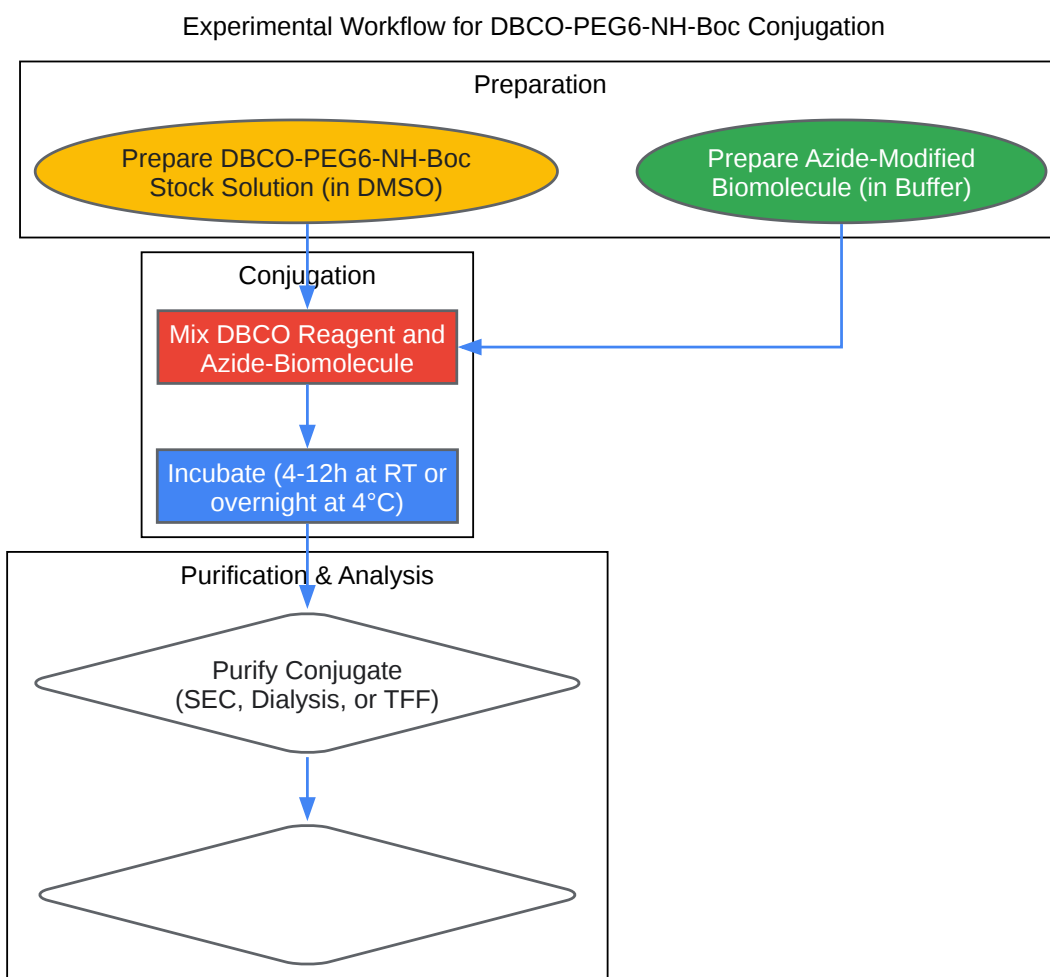 Experimental Workflow for DBCO-PEG6-NH-Boc Conjugation
Preparation
Prepare DBCO-PEG6-NH-Boc
Stock Solution (in DMSO)
Prepare Azide-Modified
Biomolecule (in Buffer)
Conjugation
Mix DBCO Reagent and
Azide-Biomolecule
Incubate (4-12h at RT or
overnight at 4°C)
Purification & Analysis
Purify Conjugate
(SEC, Dialysis, or TFF)